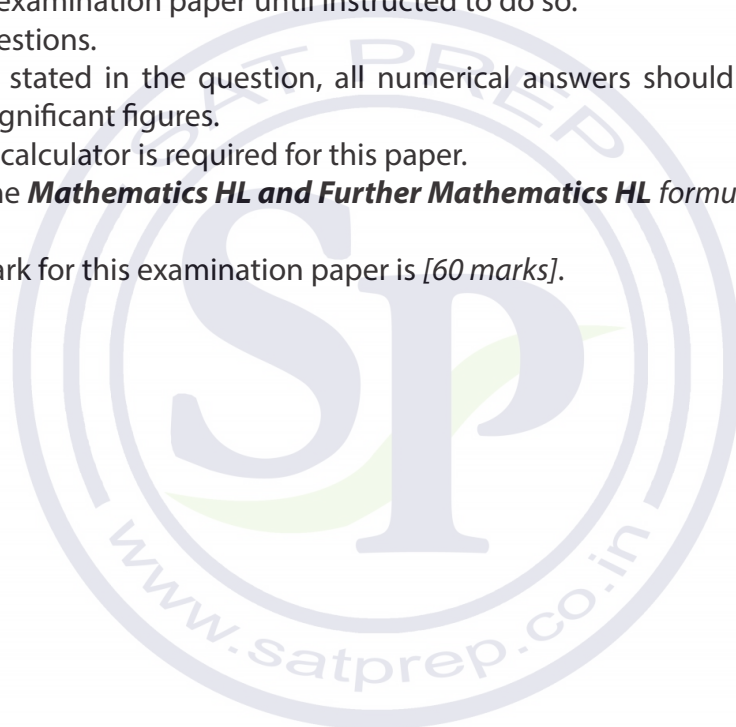 examination paper until instructed to do so.
estions.
stated in the question, all numerical answers should
gnificant figures.
calculator is required for this paper.
ne Mathematics HL and Further Mathematics HL formu
ark for this examination paper is [60 marks].
SAT PREP
SP
www.satprep.co.in